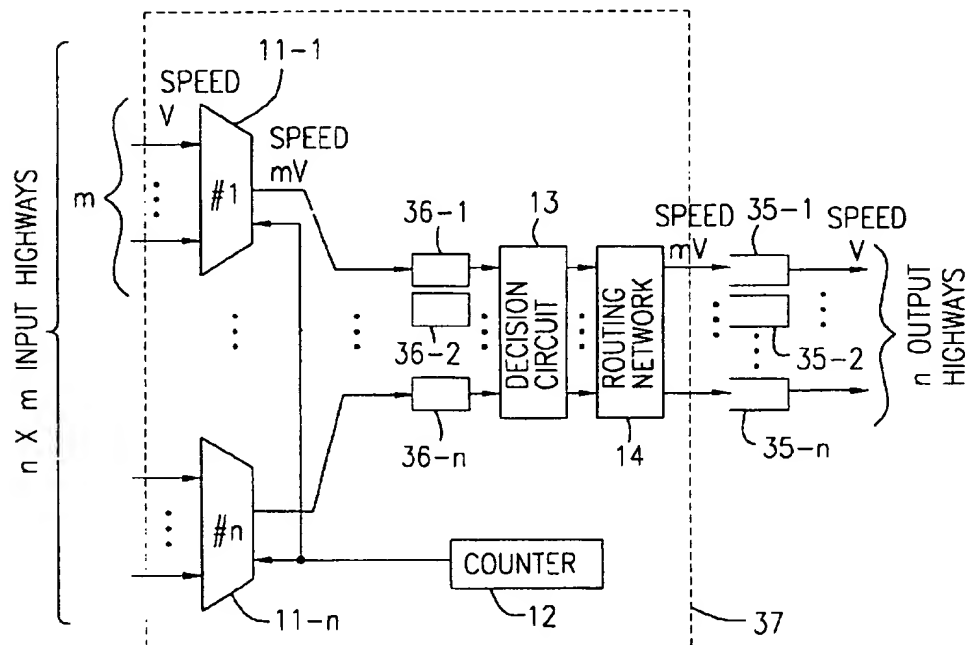 n X m INPUT HIGHWAYS
m
SPEED
V
11-1
#1
SPEED
mV
36-1
36-2
36-n
13
DECISION
CIRCUIT
ROUTING
NETWORK
14
SPEED
mV
35-1
35-2
35-n
SPEED
V
n OUTPUT
HIGHWAYS
#n
11-n
COUNTER
12
37